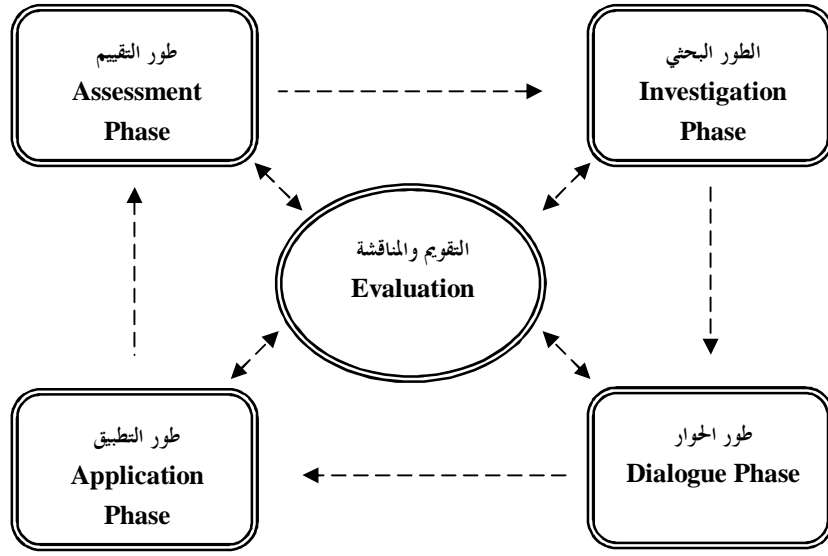 طور التقييم
Assessment
Phase
الطور البحثي
Investigation
Phase
التقويم والمناقشة
Evaluation
طور التطبيق
Application
Phase
طور الحوار
Dialogue Phase